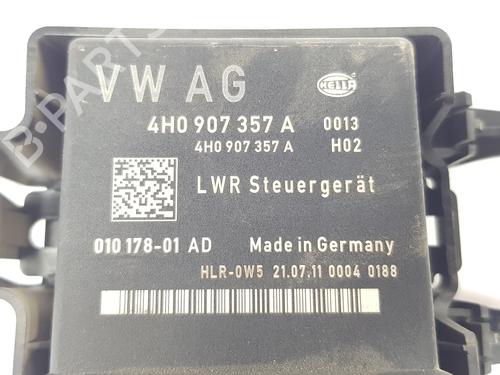 VW AG
HELLA
4H0 907 357 A 0013
4H0 907 357 A H02
LWR Steuergerät
010 178-01 AD Made in Germany
HLR-0W5 21.07.11 0004 0188